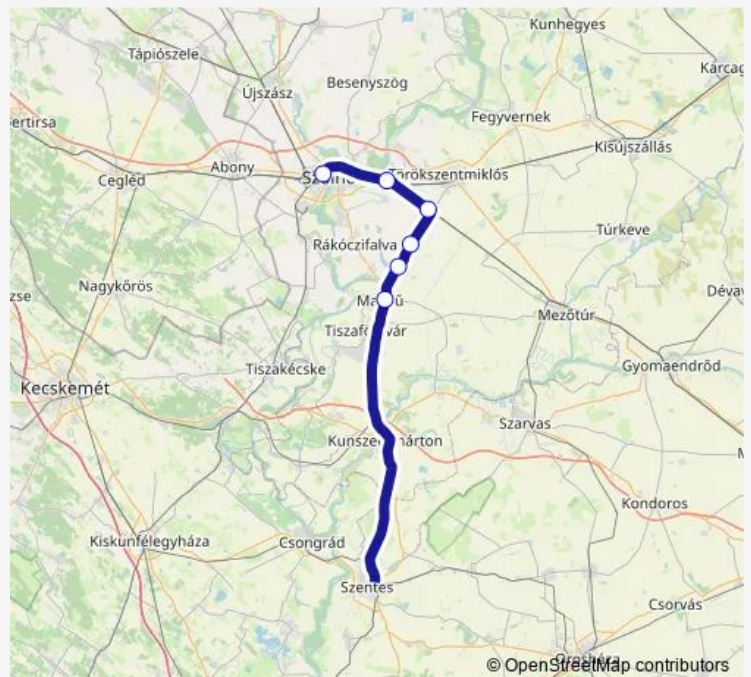 Kunhegyes
Tápiószele
Karcag
Újszász
Besenyszög
Fegyvernek
Kisújszállás
Abony
Törökszentmiklós
Cegléd
Túrkeve
Rákóczifalva
Nagykőrös
Mezőtúr
Tiszakécske
Gyomaendrőd
Kecskemét
Szarvas
Kondoros
Kiskunfélegyháza
Csongrád
Szentes
Csorvás
© OpenStreetMap contributors